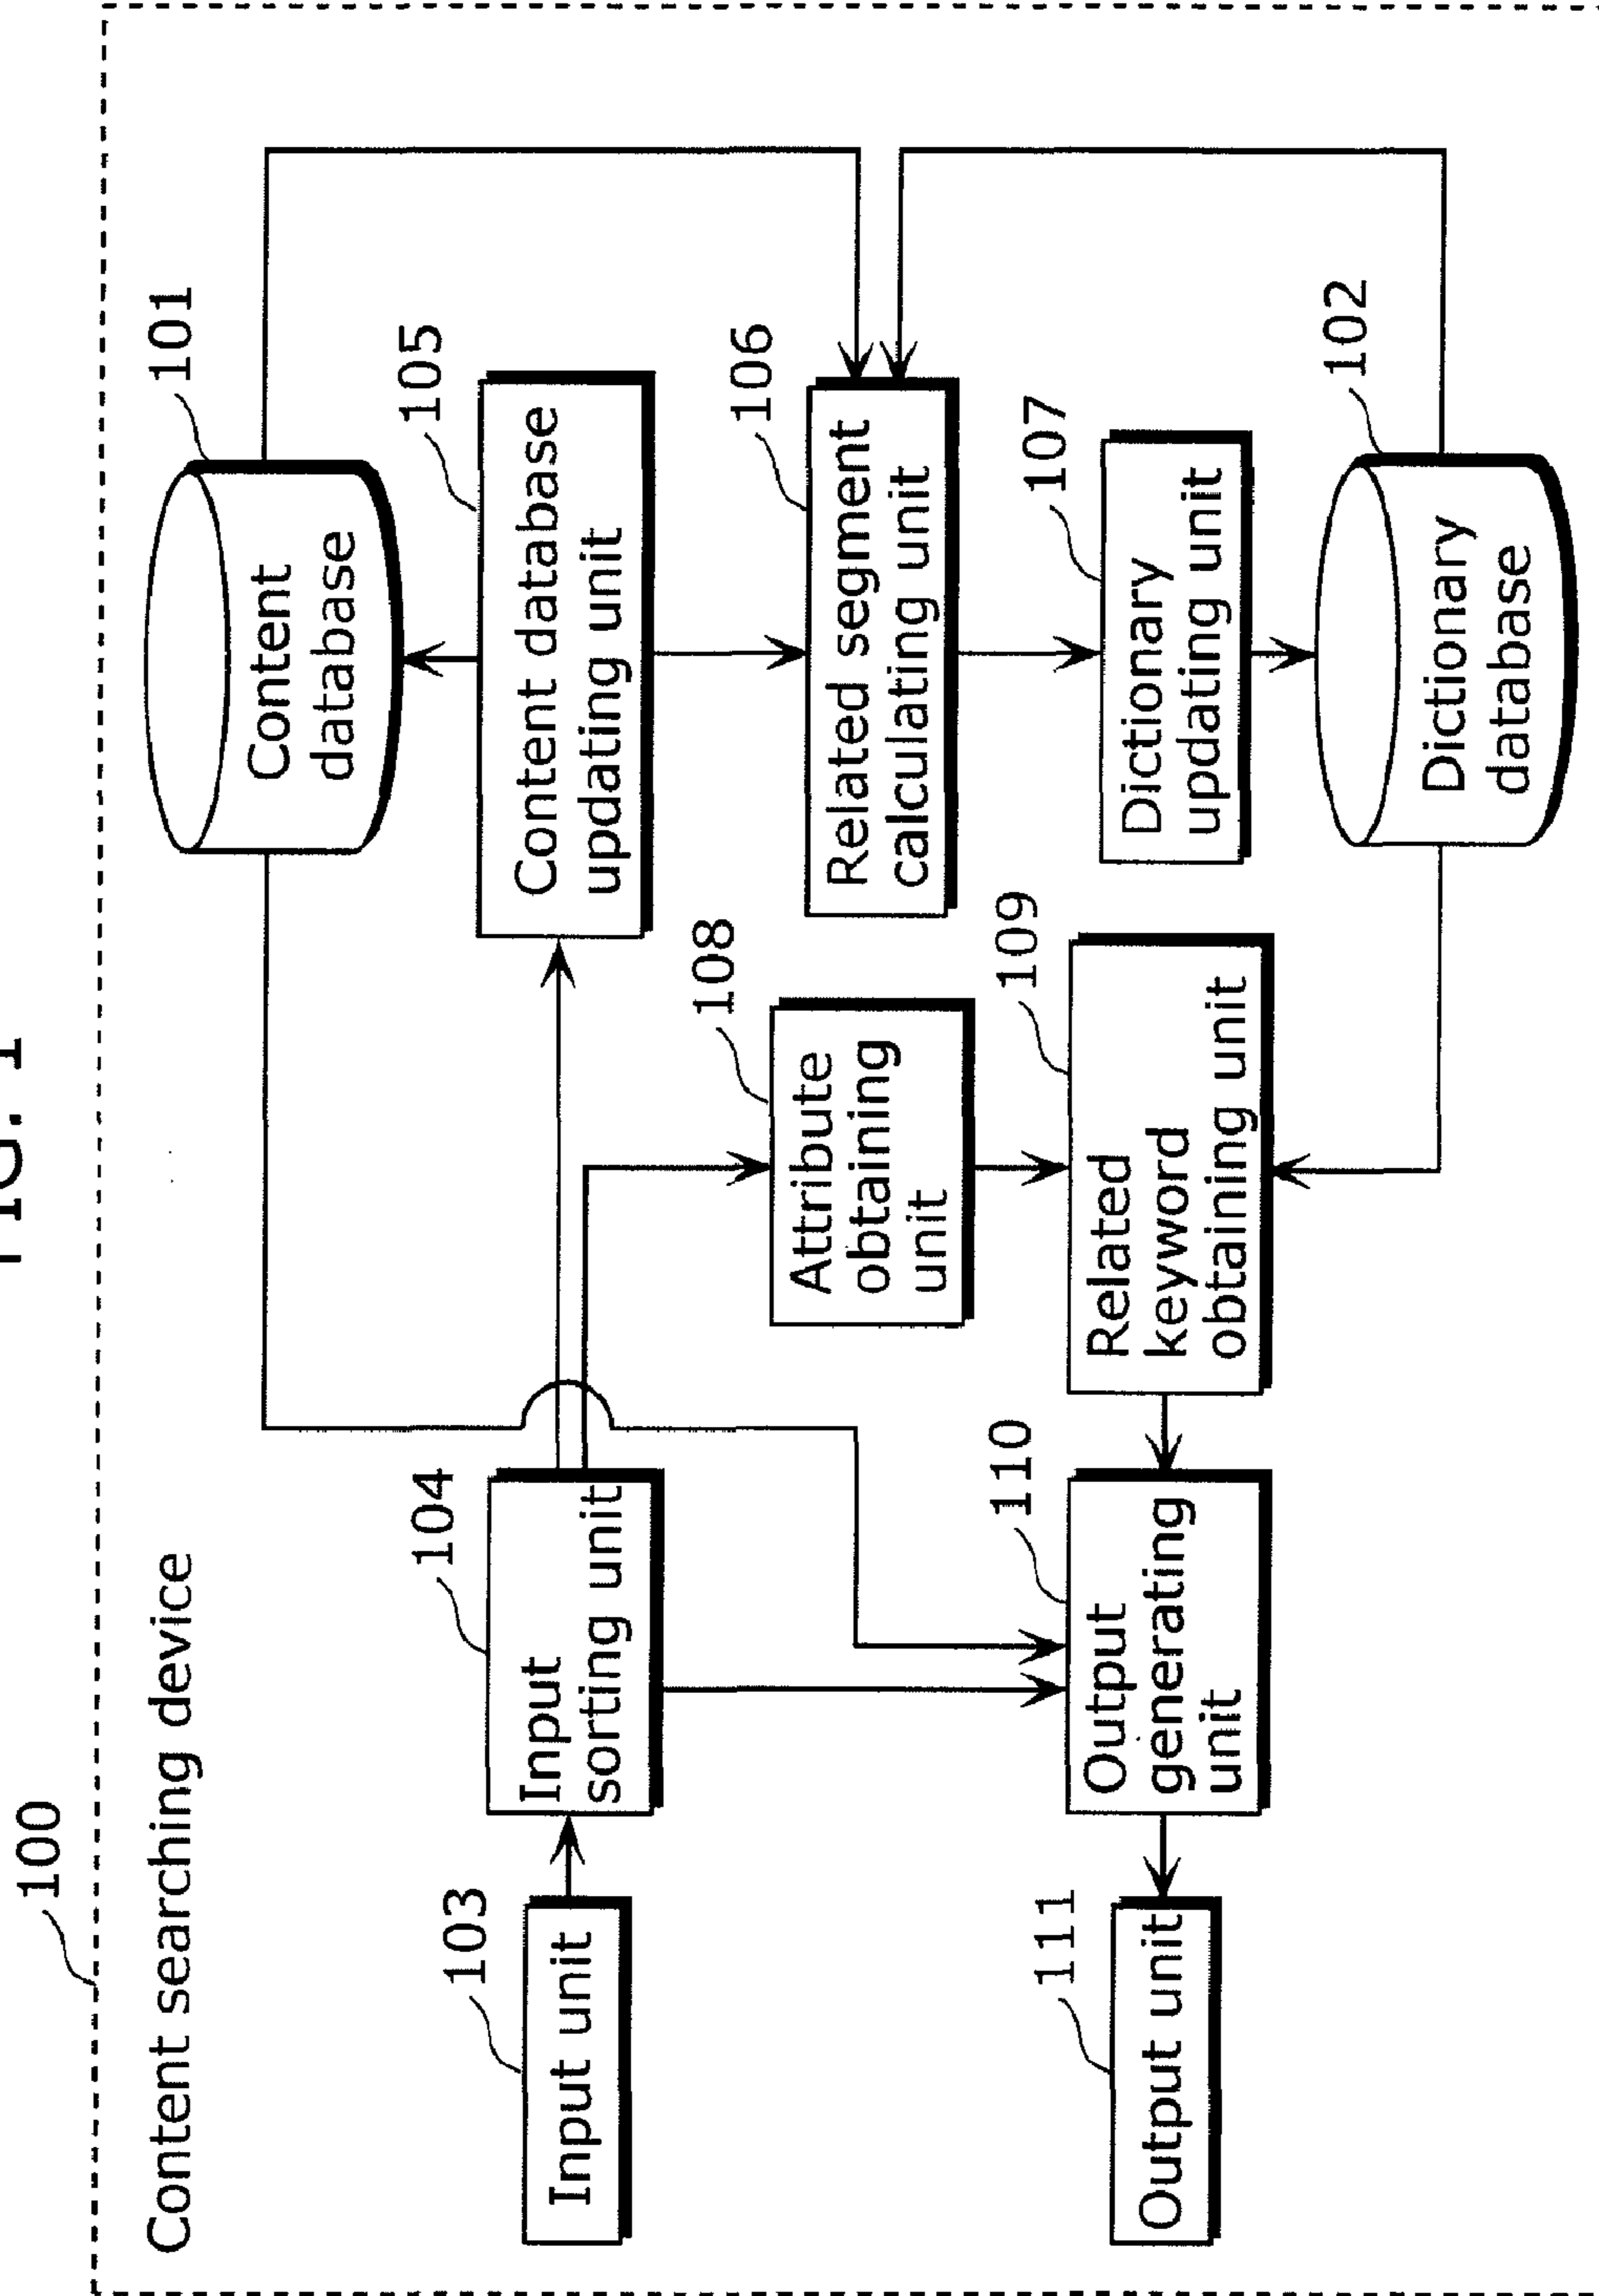 FIG. 1
100
Content searching device
101
Content
database
105
Content database
updating unit
104
Input
sorting unit
103
Input unit
106
Related segment
calculating unit
108
Attribute
obtaining
unit
107
Dictionary
updating unit
109
Related
keyword
obtaining unit
110
Output
generating
unit
111
Output unit
102
Dictionary
database